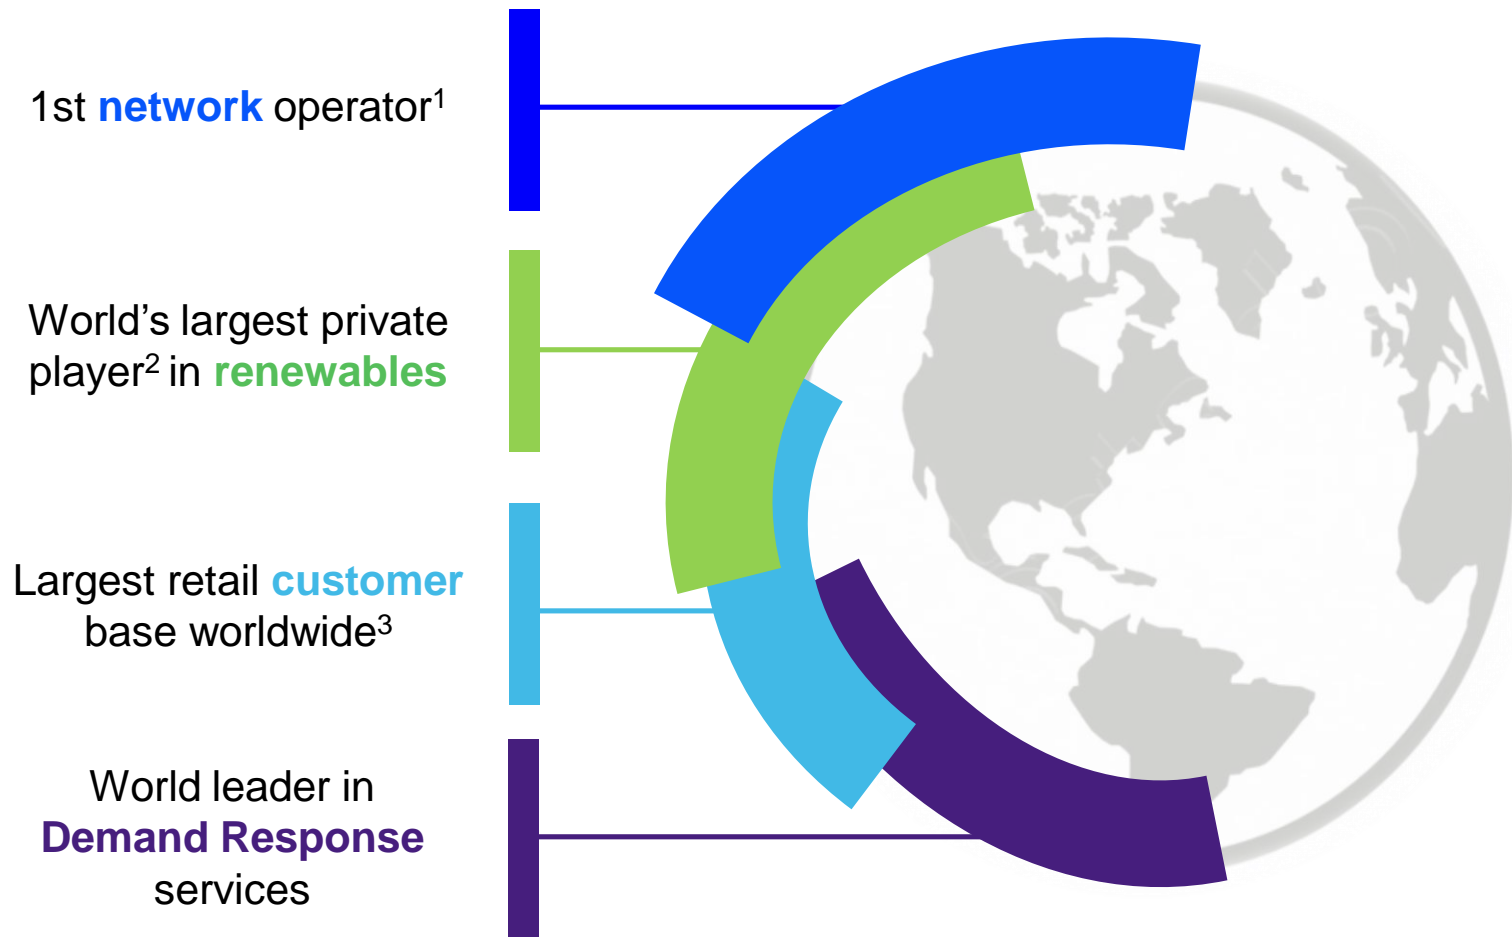 1st network operator¹
World’s largest private
player² in renewables
Largest retail customer
base worldwide³
World leader in
Demand Response
services